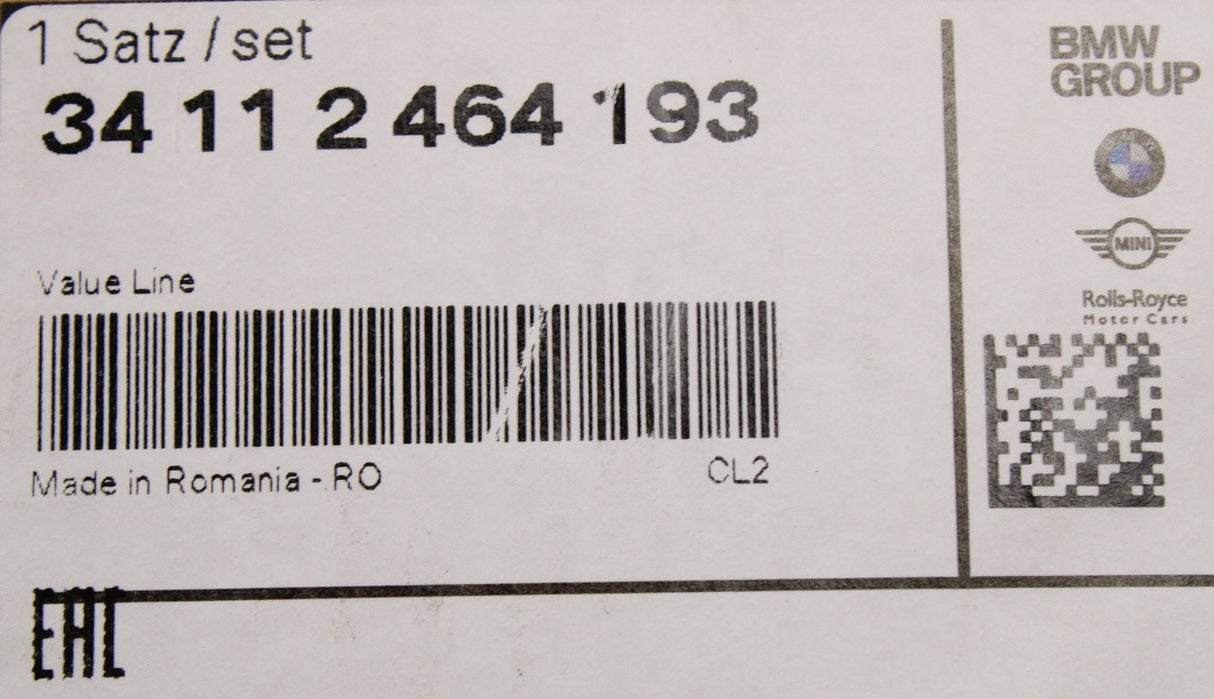 1 Satz / set
34 11 2 464 193
Value Line
Made in Romania - RO
CL2
BMW
GROUP
MINI
Rolls-Royce
Motor Cars
EAC